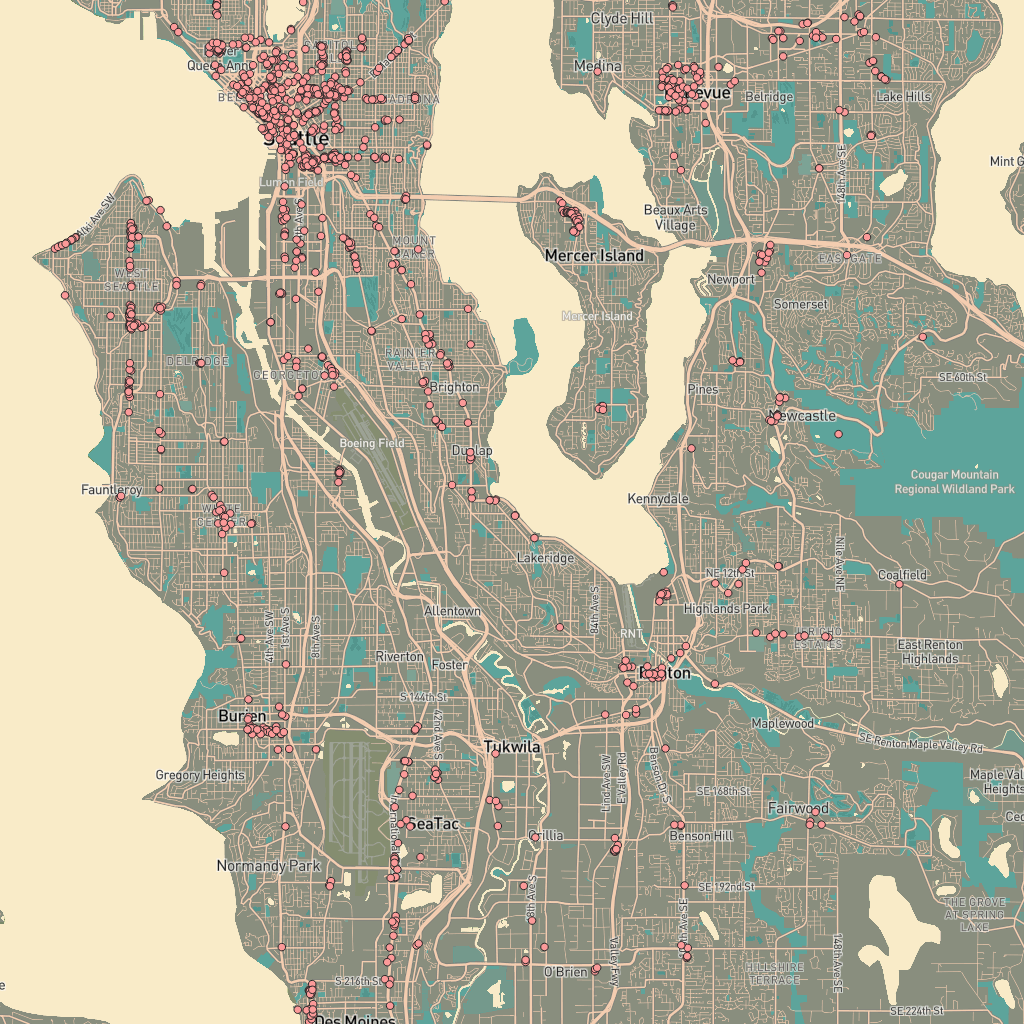 Clyde Hill
Queen Anne
Medina
Belridge
Lake Hills
148th Ave SE
Mint G
Lumen Field
Alki Ave SW
Beaux Arts
Village
MOUNT
BAKER
Mercer Island
EASTGATE
WEST
SEATTLE
Newport
Somerset
Mercer Island
DELRIDGE
RAINIER
VALLEY
GEORGETOWN
SE 60th St
Brighton
Pines
Newcastle
Boeing Field
Dunlap
Cougar Mountain
Regional Wildland Park
Fauntleroy
Kennydale
WHITE
CENTER
Nile Ave NE
Lakeridge
NE 12th St
Coalfield
84th Ave S
Allentown
Highlands Park
4th Ave SW
1st Ave S
8th Ave S
RNT
ESTATES
East Renton
Highlands
Riverton
Foster
Renton
S 144th St
Burien
42nd Ave S
Maplewood
Tukwila
SE Renton Maple Valley Rd
Gregory Heights
Lind Ave SW
E Valley Rd
Benson Dr S
SE 168th St
Maple Val
Heights
Fairwood
SeaTac
Orillia
Benson Hill
Ced
Normandy Park
SE 192nd St
THE GROVE
AT SPRING
LAKE
Valley Fwy
148th Ave SE
S 216th St
O'Brien
HILLSHIRE
TERRACE
SE 224th St
Des Moines